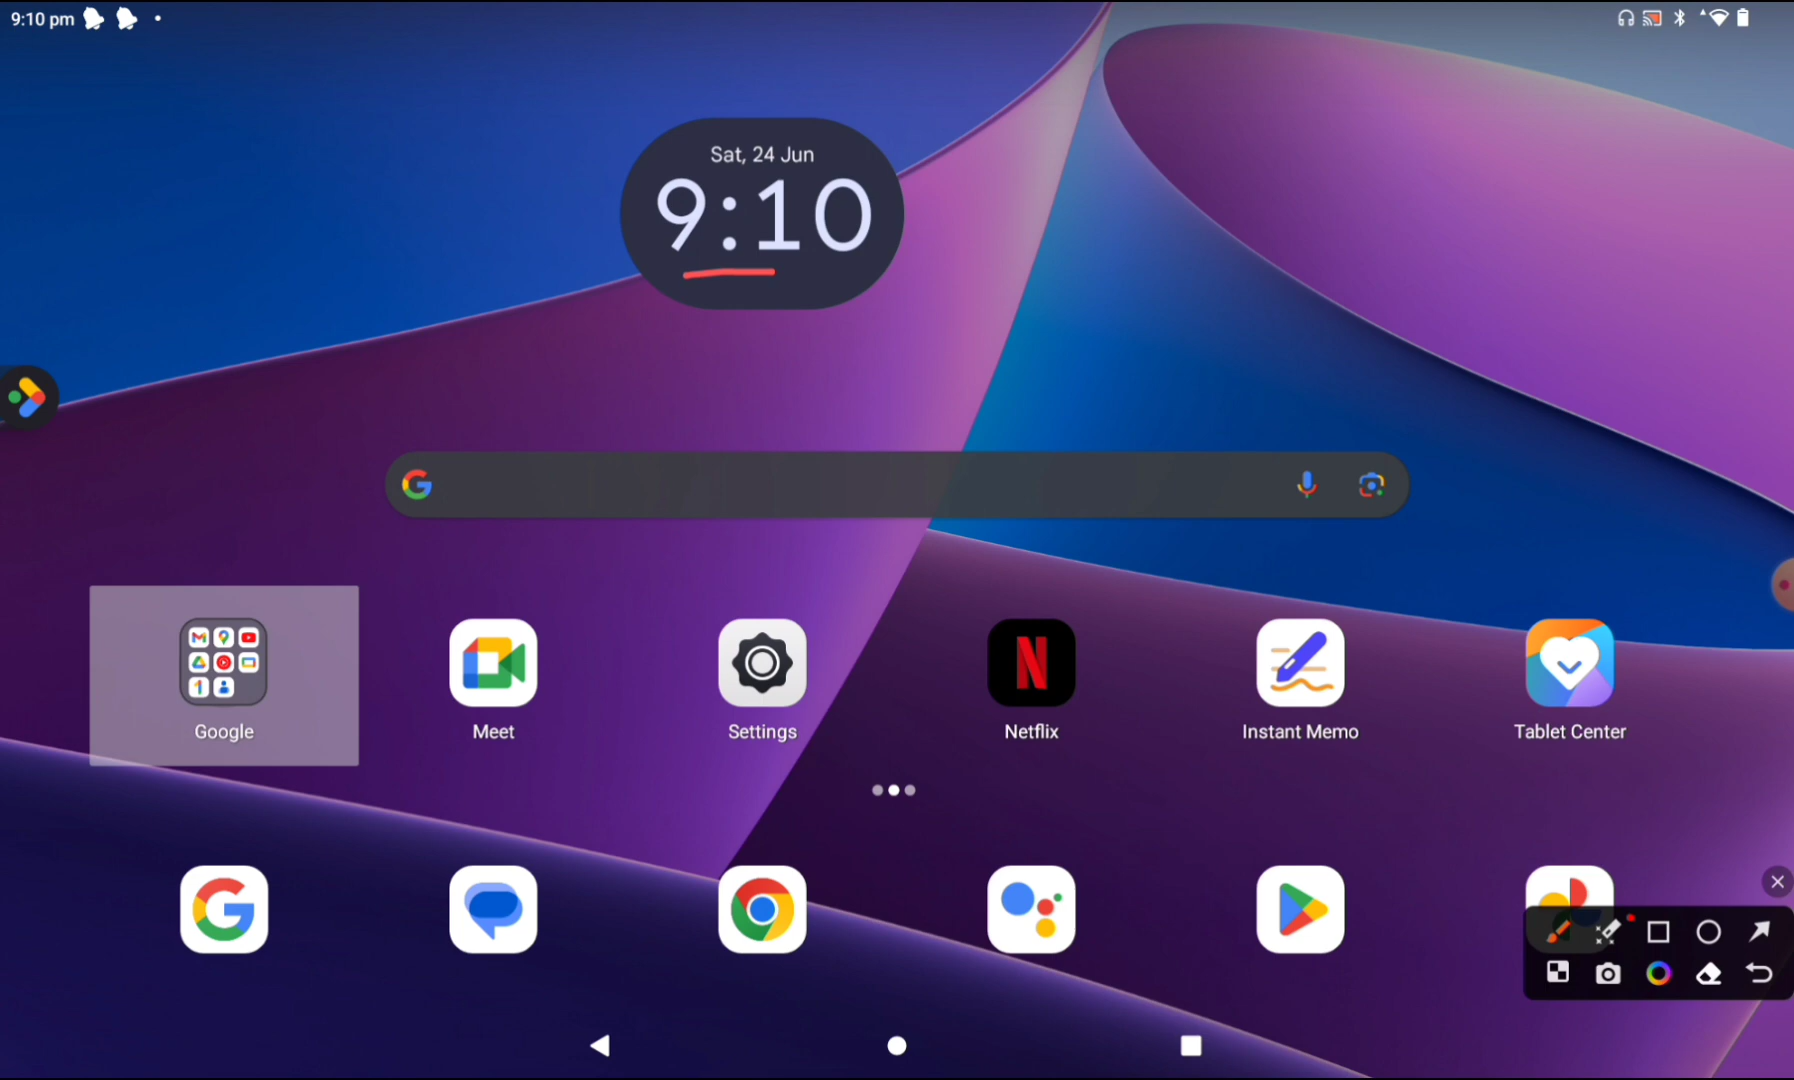 9:10 pm
Sat, 24 Jun
9:10
Google
Meet
Settings
Netflix
Instant Memo
Tablet Center